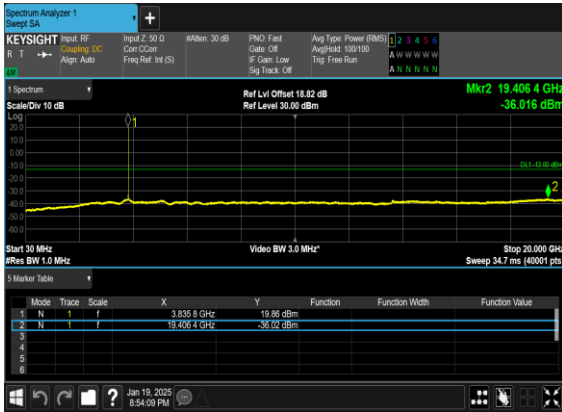 Spectrum Analyzer 1
Swept SA
KEYSIGHT
R T
LXI
Input: RF
Coupling: DC
Align: Auto
Input Z: 50 Ω
Corr CCorr
Freq Ref: Int (S)
#Atten: 30 dB
PNO: Fast
Gate: Off
IF Gain: Low
Sig Track: Off
Avg Type: Power (RMS)
Avg|Hold: 100/100
Trig: Free Run
1 2 3 4 5 6
A W W W W W
A N N N N N
1 Spectrum
Scale/Div 10 dB
Ref Lvl Offset 18.82 dB
Ref Level 30.00 dBm
Mkr2 19.406 4 GHz
-36.016 dBm
Log
20.0
10.0
0.00
-10.0
-20.0
-30.0
-40.0
-50.0
-60.0
1
DL1 -13.00 dBm
2
Start 30 MHz
#Res BW 1.0 MHz
Video BW 3.0 MHz*
Stop 20.000 GHz
Sweep 34.7 ms (40001 pts)
5 Marker Table
Mode Trace Scale X Y Function Function Width Function Value
1 N 1 f 3.835 8 GHz 19.86 dBm
2 N 1 f 19.406 4 GHz -36.02 dBm
3
4
5
6
Jan 19, 2025
8:54:09 PM